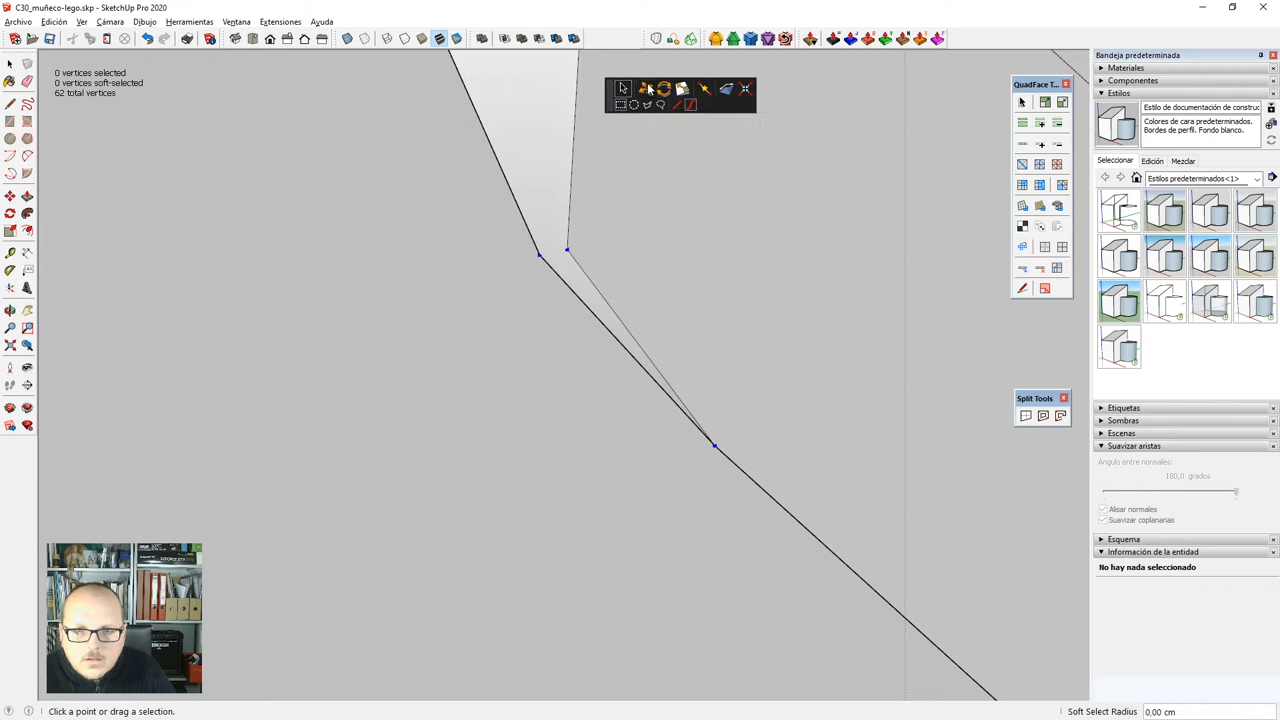 C30_muñeco-lego.skp - SketchUp Pro 2020
Archivo Edición Ver Cámara Dibujo Herramientas Ventana Extensiones Ayuda
0 vertices selected
0 vertices soft-selected
62 total vertices
QuadFace T...
Split Tools
Bandeja predeterminada
Materiales
Componentes
Estilos
Estilo de documentación de construc
Colores de cara predeterminados.
Bordes de perfil. Fondo blanco.
Seleccionar Edición Mezclar
Estilos predeterminados<1>
Etiquetas
Sombras
Escenas
Suavizar aristas
Ángulo entre normales:
180,0 grados
Alisar normales
Suavizar coplanarias
Esquema
Información de la entidad
No hay nada seleccionado
Click a point or drag a selection.
Soft Select Radius 0,00 cm